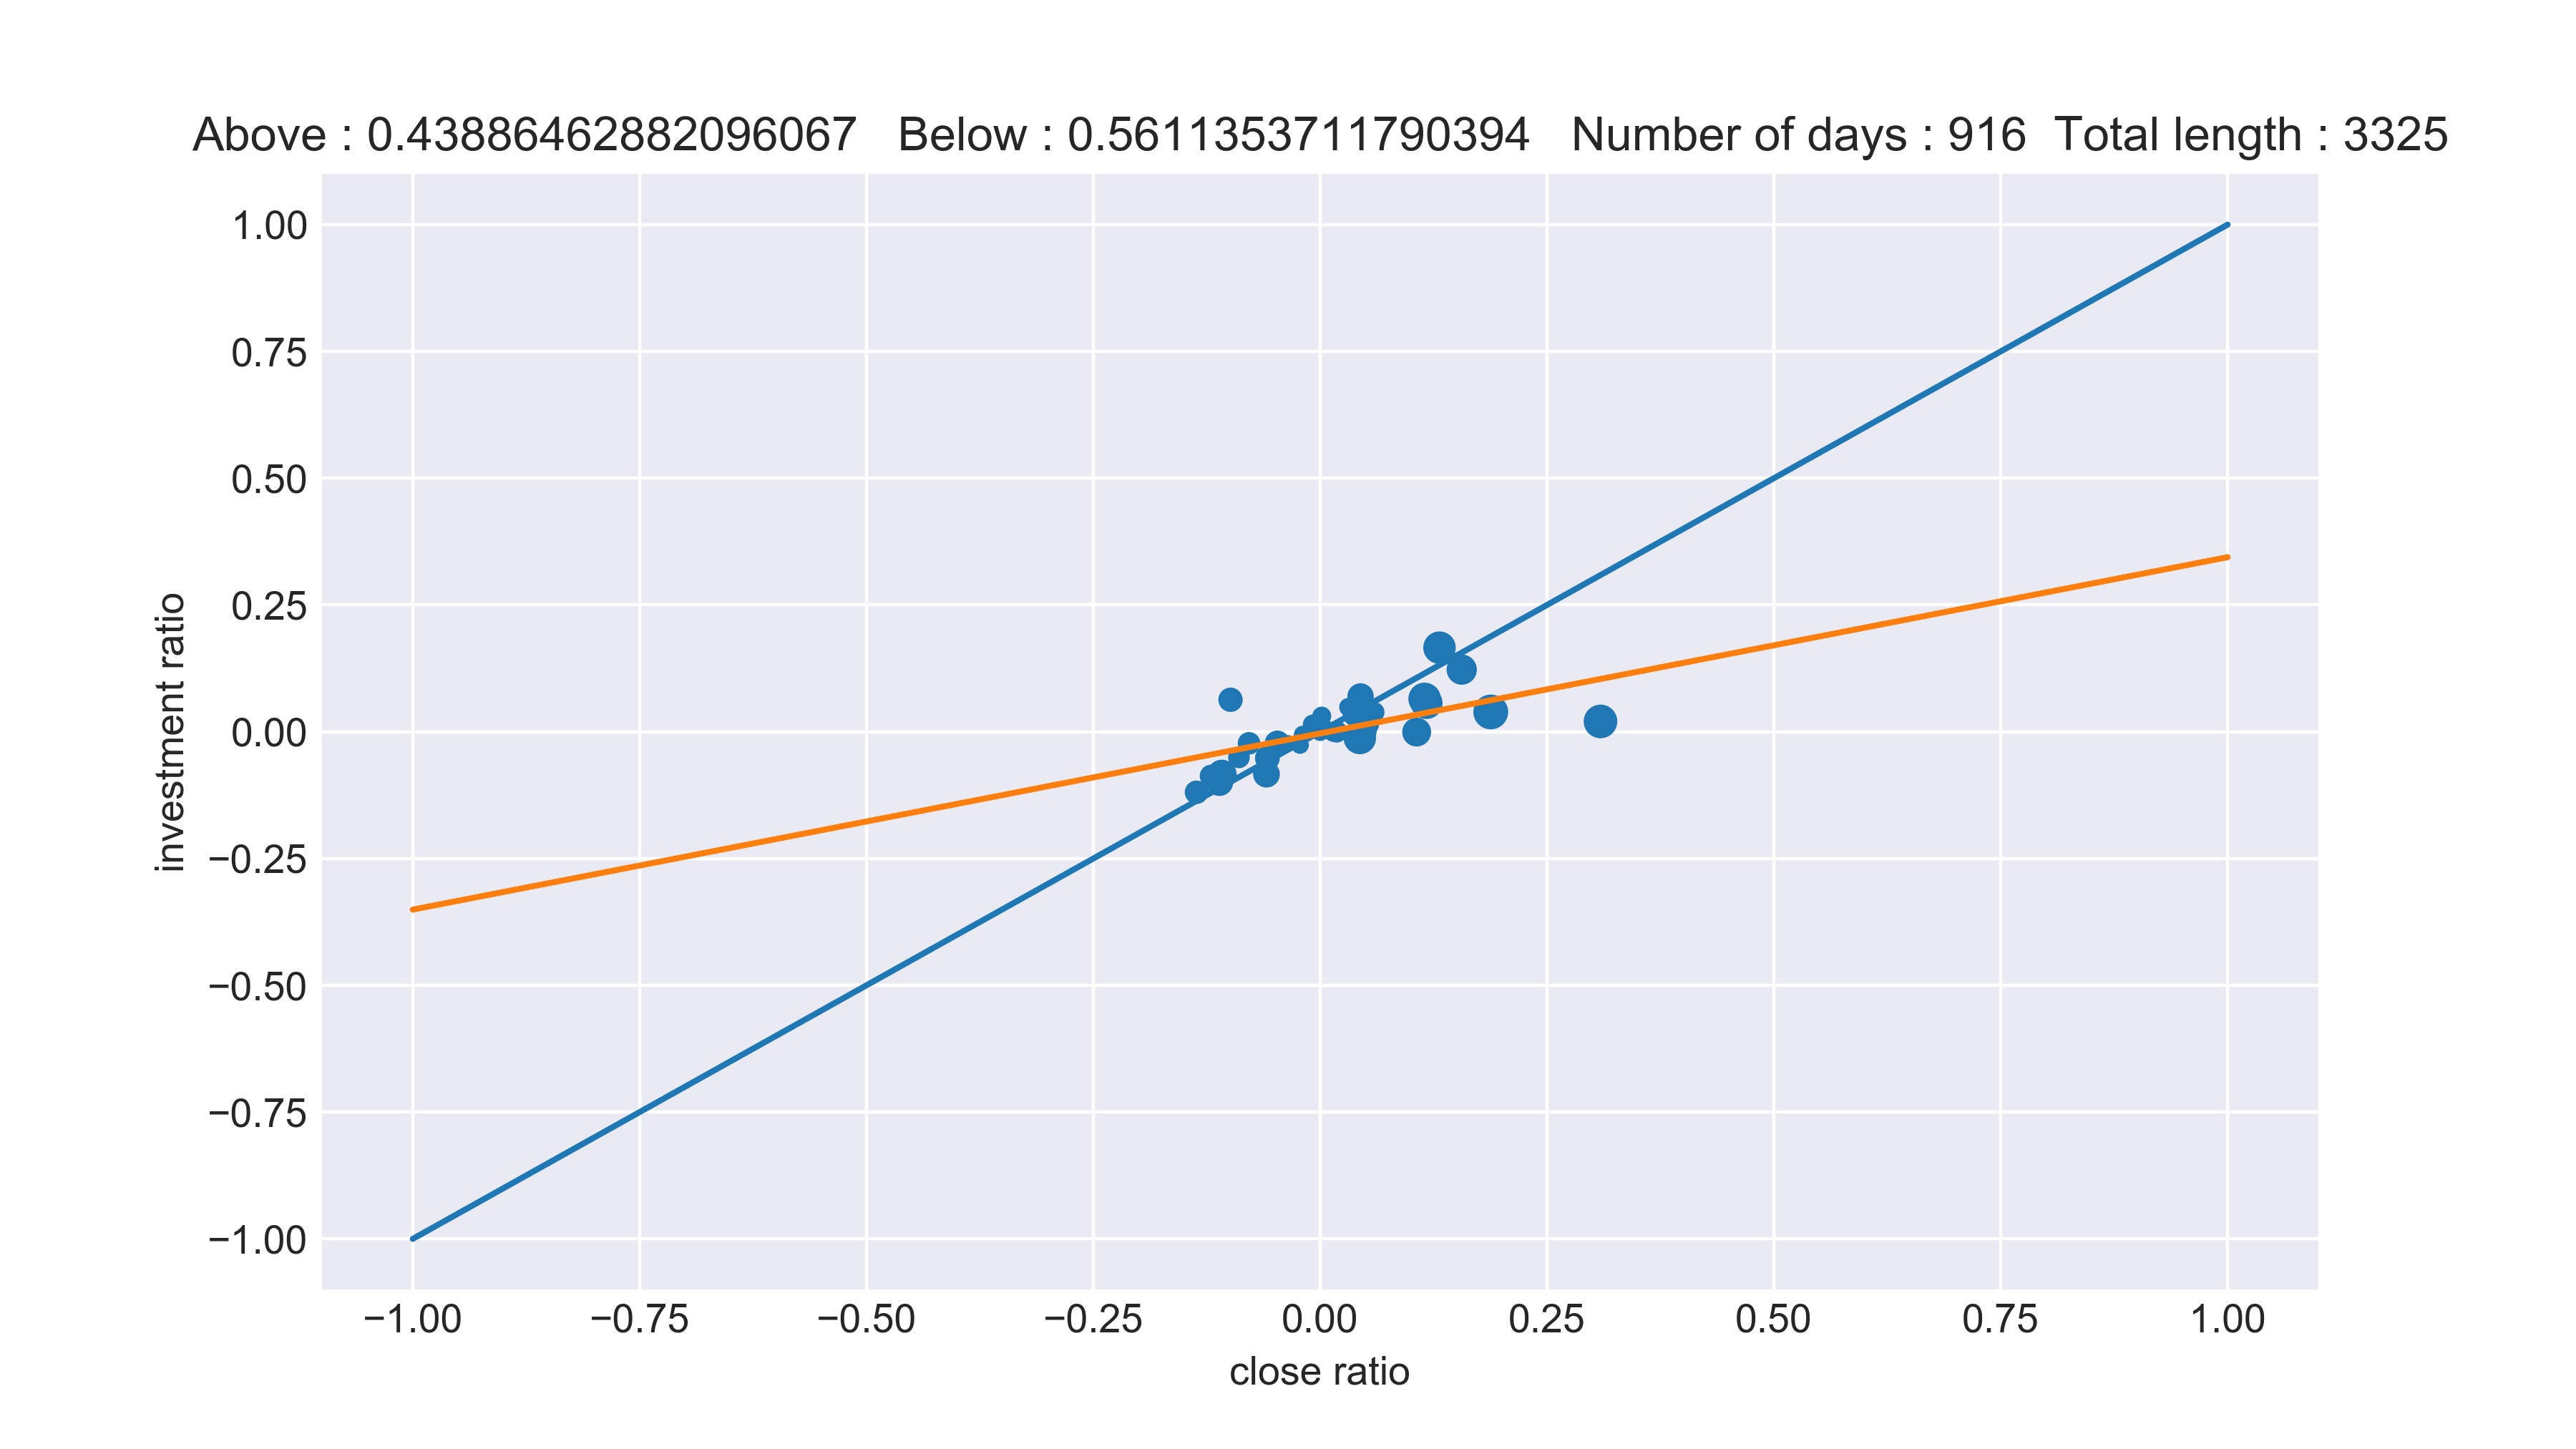 Above : 0.438864628820960​67   Below : 0.5611353711790394   Number of days : 916  Total length : 3325
1.00
0.75
0.50
0.25
0.00
−0.25
−0.50
−0.75
−1.00
investment ratio
−1.00 −0.75 −0.50 −0.25 0.00 0.25 0.50 0.75 1.00
close ratio